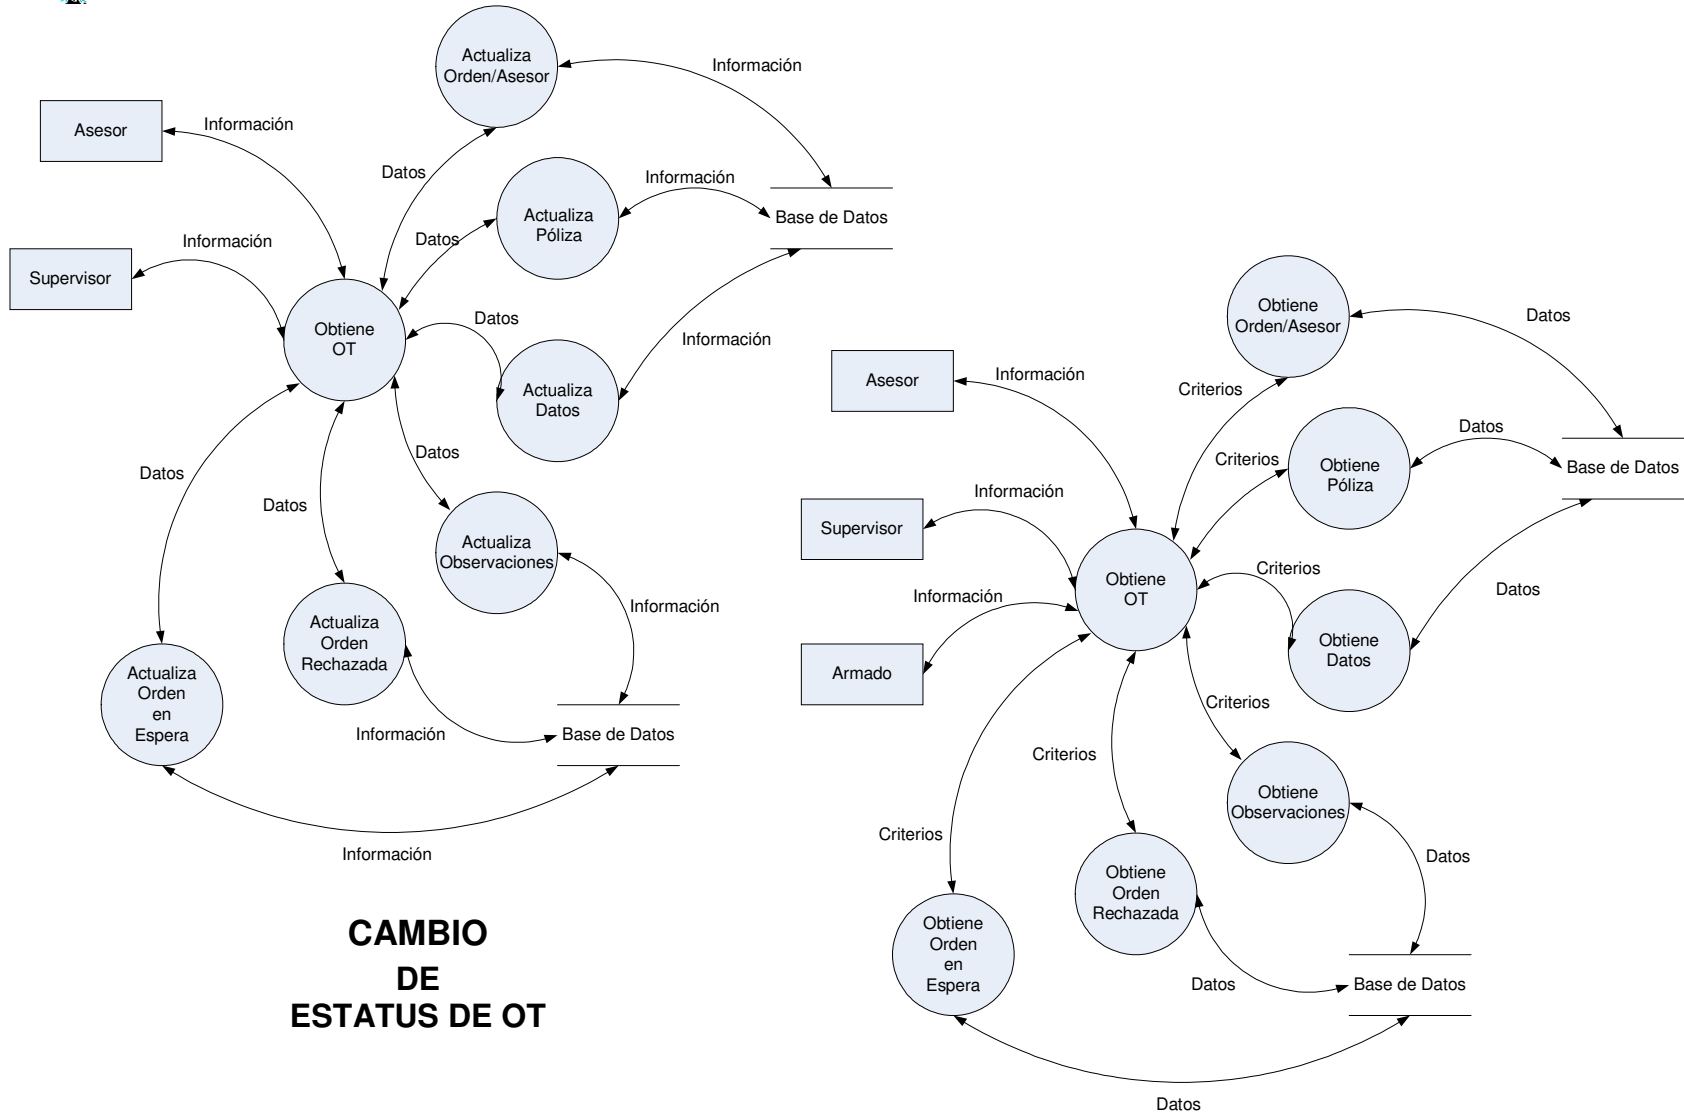 Actualiza
Orden/Asesor
Información
Asesor
Información
Datos
Información
Actualiza
Póliza
Base de Datos
Supervisor
Información
Datos
Obtiene
OT
Datos
Información
Actualiza
Datos
Datos
Datos
Datos
Actualiza
Observaciones
Información
Actualiza
Orden
Rechazada
Actualiza
Orden
en
Espera
Información
Base de Datos
Información
CAMBIO
DE
ESTATUS DE OT
Obtiene
Orden/Asesor
Datos
Asesor
Información
Criterios
Datos
Criterios
Obtiene
Póliza
Base de Datos
Supervisor
Información
Obtiene
OT
Criterios
Datos
Información
Obtiene
Datos
Armado
Criterios
Criterios
Obtiene
Observaciones
Criterios
Datos
Obtiene
Orden
Rechazada
Obtiene
Orden
en
Espera
Datos
Base de Datos
Datos